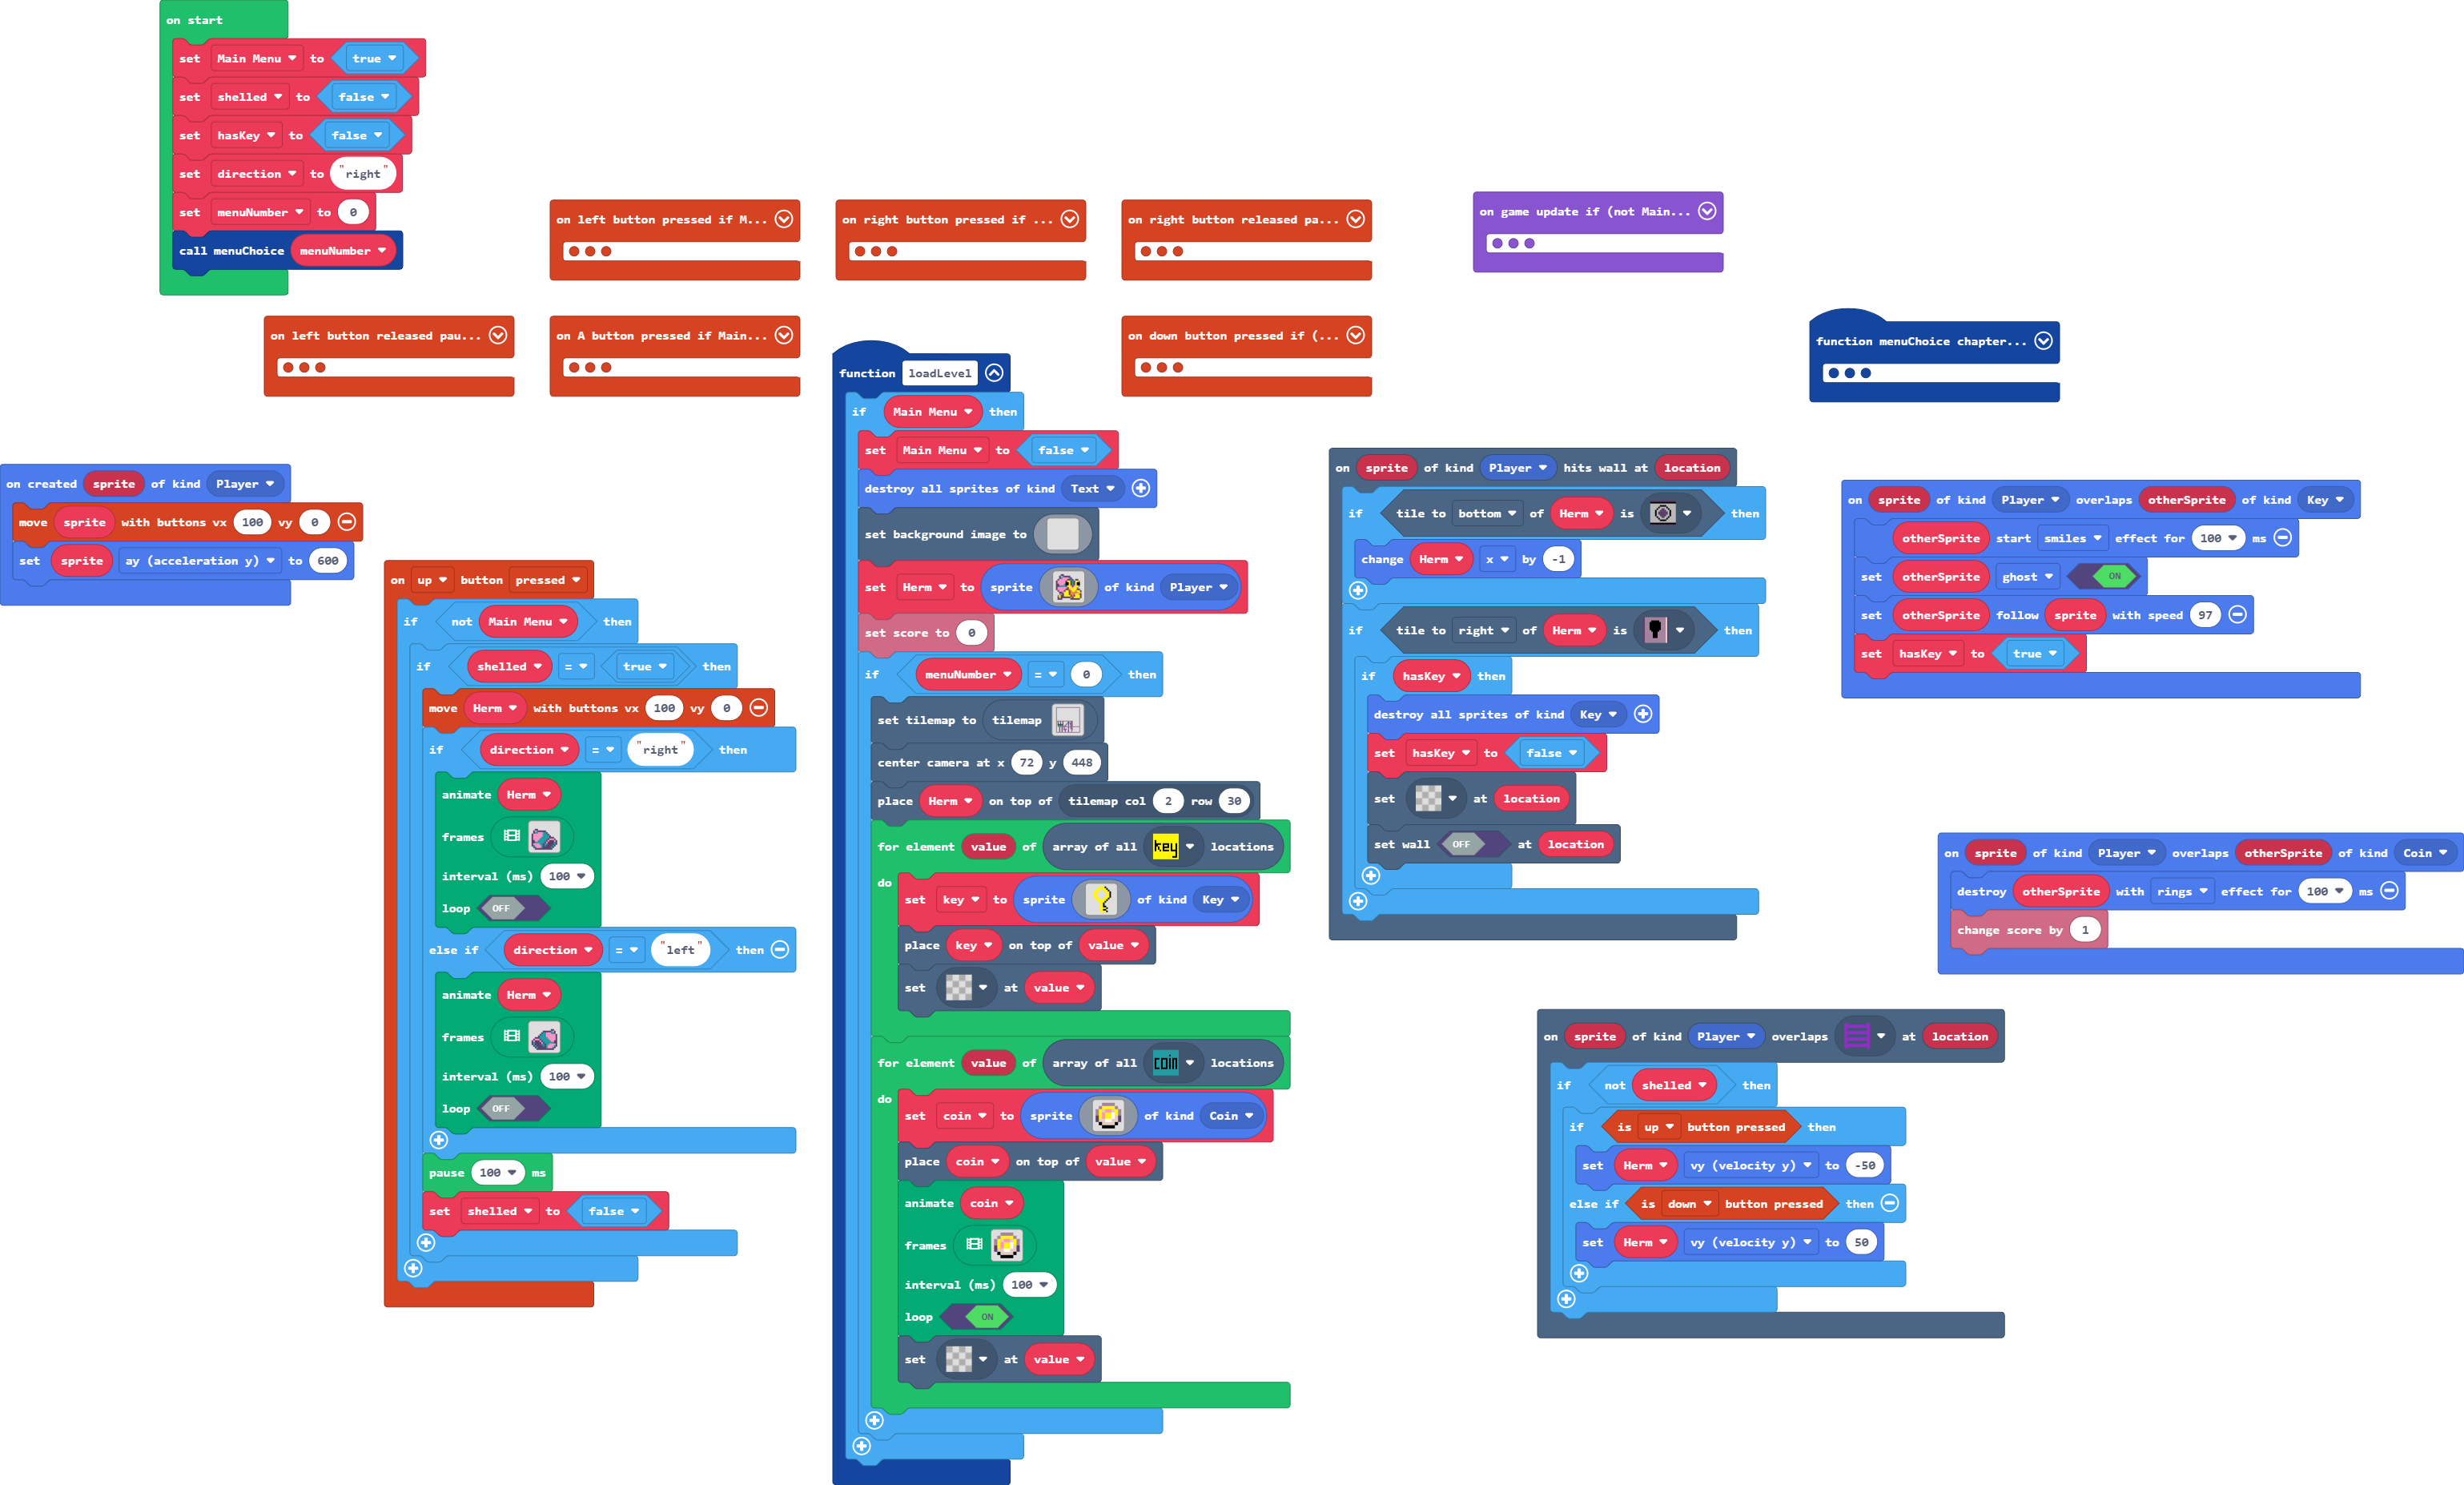 on start
set Main Menu to true
set shelled to false
set hasKey to false
set direction to "right"
set menuNumber to 0
call menuChoice menuNumber
on left button pressed if M...
on right button pressed if ...
on right button released pa...
on game update if (not Main...
on left button released pau...
on A button pressed if Main...
on down button pressed if (...
function menuChoice chapter...
on created sprite of kind Player
move sprite with buttons vx 100 vy 0
set sprite ay (acceleration y) to 600
on up button pressed
if not Main Menu then
if shelled = true then
move Herm with buttons vx 100 vy 0
if direction = "right" then
animate Herm
frames
interval (ms) 100
loop OFF
else if direction = "left" then
animate Herm
frames
interval (ms) 100
loop OFF
pause 100 ms
set shelled to false
function loadLevel
if Main Menu then
set Main Menu to false
destroy all sprites of kind Text
set background image to
set Herm to sprite of kind Player
set score to 0
if menuNumber = 0 then
set tilemap to tilemap
center camera at x 72 y 448
place Herm on top of tilemap col 2 row 30
for element value of array of all key locations
do
set key to sprite of kind Key
place key on top of value
set at value
for element value of array of all coin locations
do
set coin to sprite of kind Coin
place coin on top of value
animate coin
frames
interval (ms) 100
loop ON
set at value
on sprite of kind Player hits wall at location
if tile to bottom of Herm is then
change Herm x by -1
if tile to right of Herm is then
if hasKey then
destroy all sprites of kind Key
set hasKey to false
set at location
set wall OFF at location
on sprite of kind Player overlaps otherSprite of kind Key
otherSprite start smiles effect for 100 ms
set otherSprite ghost ON
set otherSprite follow sprite with speed 97
set hasKey to true
on sprite of kind Player overlaps otherSprite of kind Coin
destroy otherSprite with rings effect for 100 ms
change score by 1
on sprite of kind Player overlaps at location
if not shelled then
if is up button pressed then
set Herm vy (velocity y) to -50
else if is down button pressed then
set Herm vy (velocity y) to 50